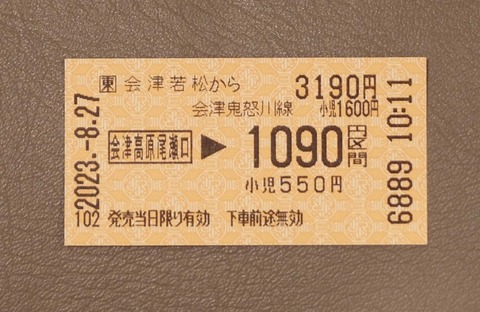 東 会津若松から 3190円
会津鬼怒川線 小児1600円
会津高原尾瀬口 ▶ 1090円区間
小児550円
102 発売当日限り有効 下車前途無効
2023.-8.27
6889 10:11